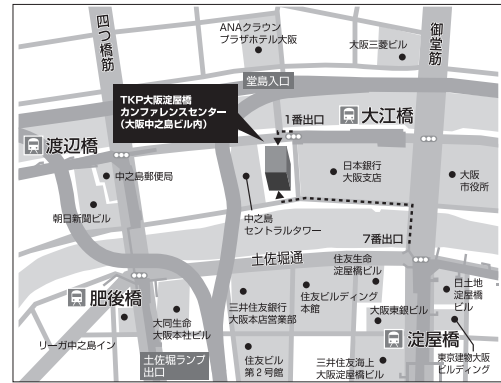 四つ橋筋
御堂筋
ANAクラウン
プラザホテル大阪
大阪三菱ビル
堂島入口
TKP大阪淀屋橋
カンファレンスセンター
(大阪中之島ビル内)
1番出口
大江橋
渡辺橋
中之島郵便局
日本銀行
大阪支店
大阪
市役所
朝日新聞ビル
中之島
セントラルタワー
7番出口
土佐堀通
住友生命
淀屋橋ビル
日土地
淀屋橋
ビル
肥後橋
三井住友銀行
大阪本店営業部
住友ビルディング
本館
大同生命
大阪本社ビル
大阪東銀ビル
淀屋橋
リーガ中之島イン
土佐堀ランプ
出口
住友ビル
第2号館
三井住友海上
大阪淀屋橋ビル
東京建物大阪
ビルディング